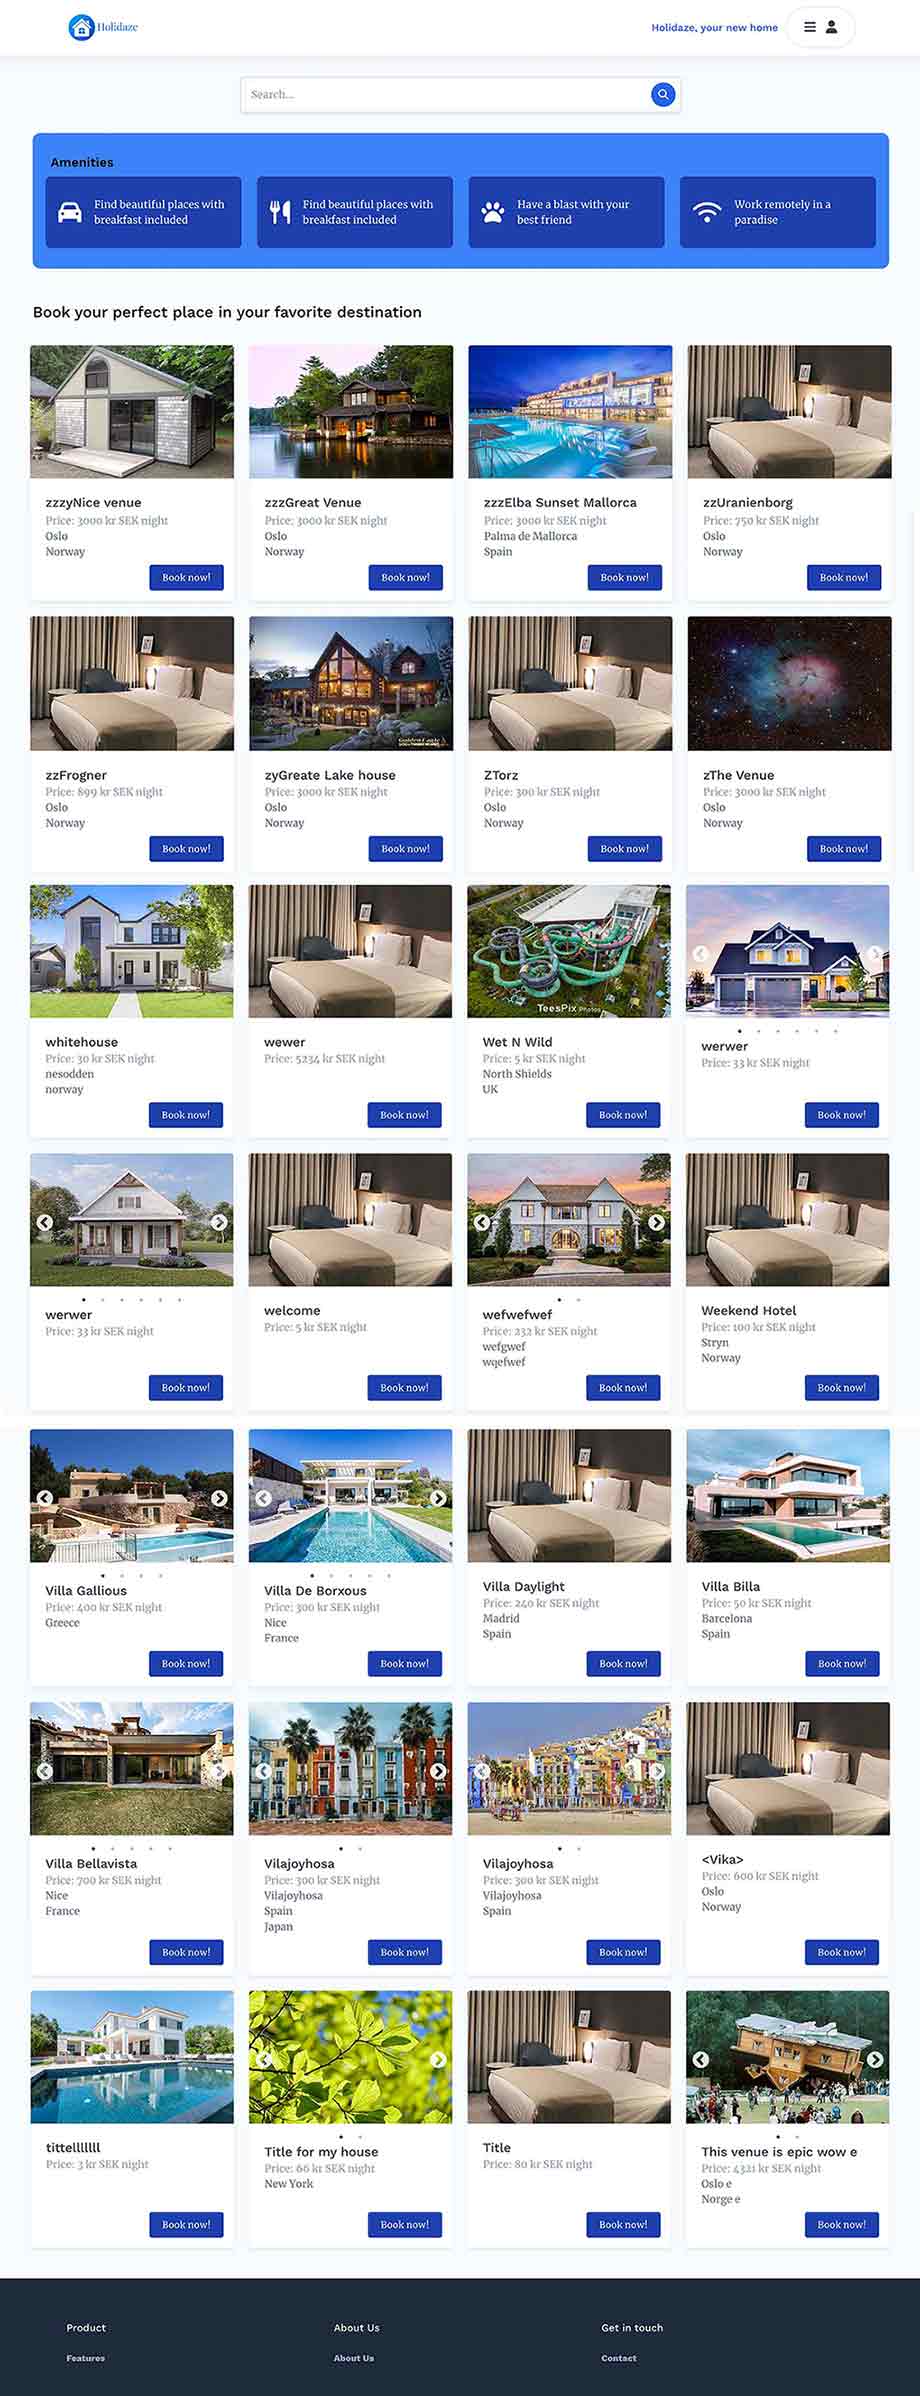 Holidaze
Holidaze, your new home
Search...
Amenities
Find beautiful places with
breakfast included
Find beautiful places with
breakfast included
Have a blast with your
best friend
Work remotely in a
paradise
Book your perfect place in your favorite destination
zzzyNice venue
Price: 3000 kr SEK night
Oslo
Norway
Book now!
zzzGreat Venue
Price: 3000 kr SEK night
Oslo
Norway
Book now!
zzzElba Sunset Mallorca
Price: 3000 kr SEK night
Palma de Mallorca
Spain
Book now!
zzUranienborg
Price: 750 kr SEK night
Oslo
Norway
Book now!
zzFrogner
Price: 899 kr SEK night
Oslo
Norway
Book now!
zyGreate Lake house
Price: 3000 kr SEK night
Oslo
Norway
Book now!
ZTorz
Price: 300 kr SEK night
Oslo
Norway
Book now!
zThe Venue
Price: 3000 kr SEK night
Oslo
Norway
Book now!
whitehouse
Price: 30 kr SEK night
nesodden
norway
Book now!
wewer
Price: 5234 kr SEK night
Book now!
TeesPix Photos
Wet N Wild
Price: 5 kr SEK night
North Shields
UK
Book now!
werwer
Price: 33 kr SEK night
Book now!
werwer
Price: 33 kr SEK night
Book now!
welcome
Price: 5 kr SEK night
Book now!
wefwefwef
Price: 232 kr SEK night
wefgwef
wqefwef
Book now!
Weekend Hotel
Price: 100 kr SEK night
Stryn
Norway
Book now!
Villa Gallious
Price: 400 kr SEK night
Greece
Book now!
Villa De Borxous
Price: 300 kr SEK night
Nice
France
Book now!
Villa Daylight
Price: 240 kr SEK night
Madrid
Spain
Book now!
Villa Billa
Price: 50 kr SEK night
Barcelona
Spain
Book now!
Villa Bellavista
Price: 700 kr SEK night
Nice
France
Book now!
Vilajoyhosa
Price: 300 kr SEK night
Vilajoyhosa
Spain
Japan
Book now!
Vilajoyhosa
Price: 300 kr SEK night
Vilajoyhosa
Spain
Book now!
<Vika>
Price: 600 kr SEK night
Oslo
Norway
Book now!
tittelllllll
Price: 3 kr SEK night
Book now!
Title for my house
Price: 66 kr SEK night
New York
Book now!
Title
Price: 80 kr SEK night
Book now!
This venue is epic wow e
Price: 4321 kr SEK night
Oslo e
Norge e
Book now!
Product
About Us
Get in touch
Features
About Us
Contact